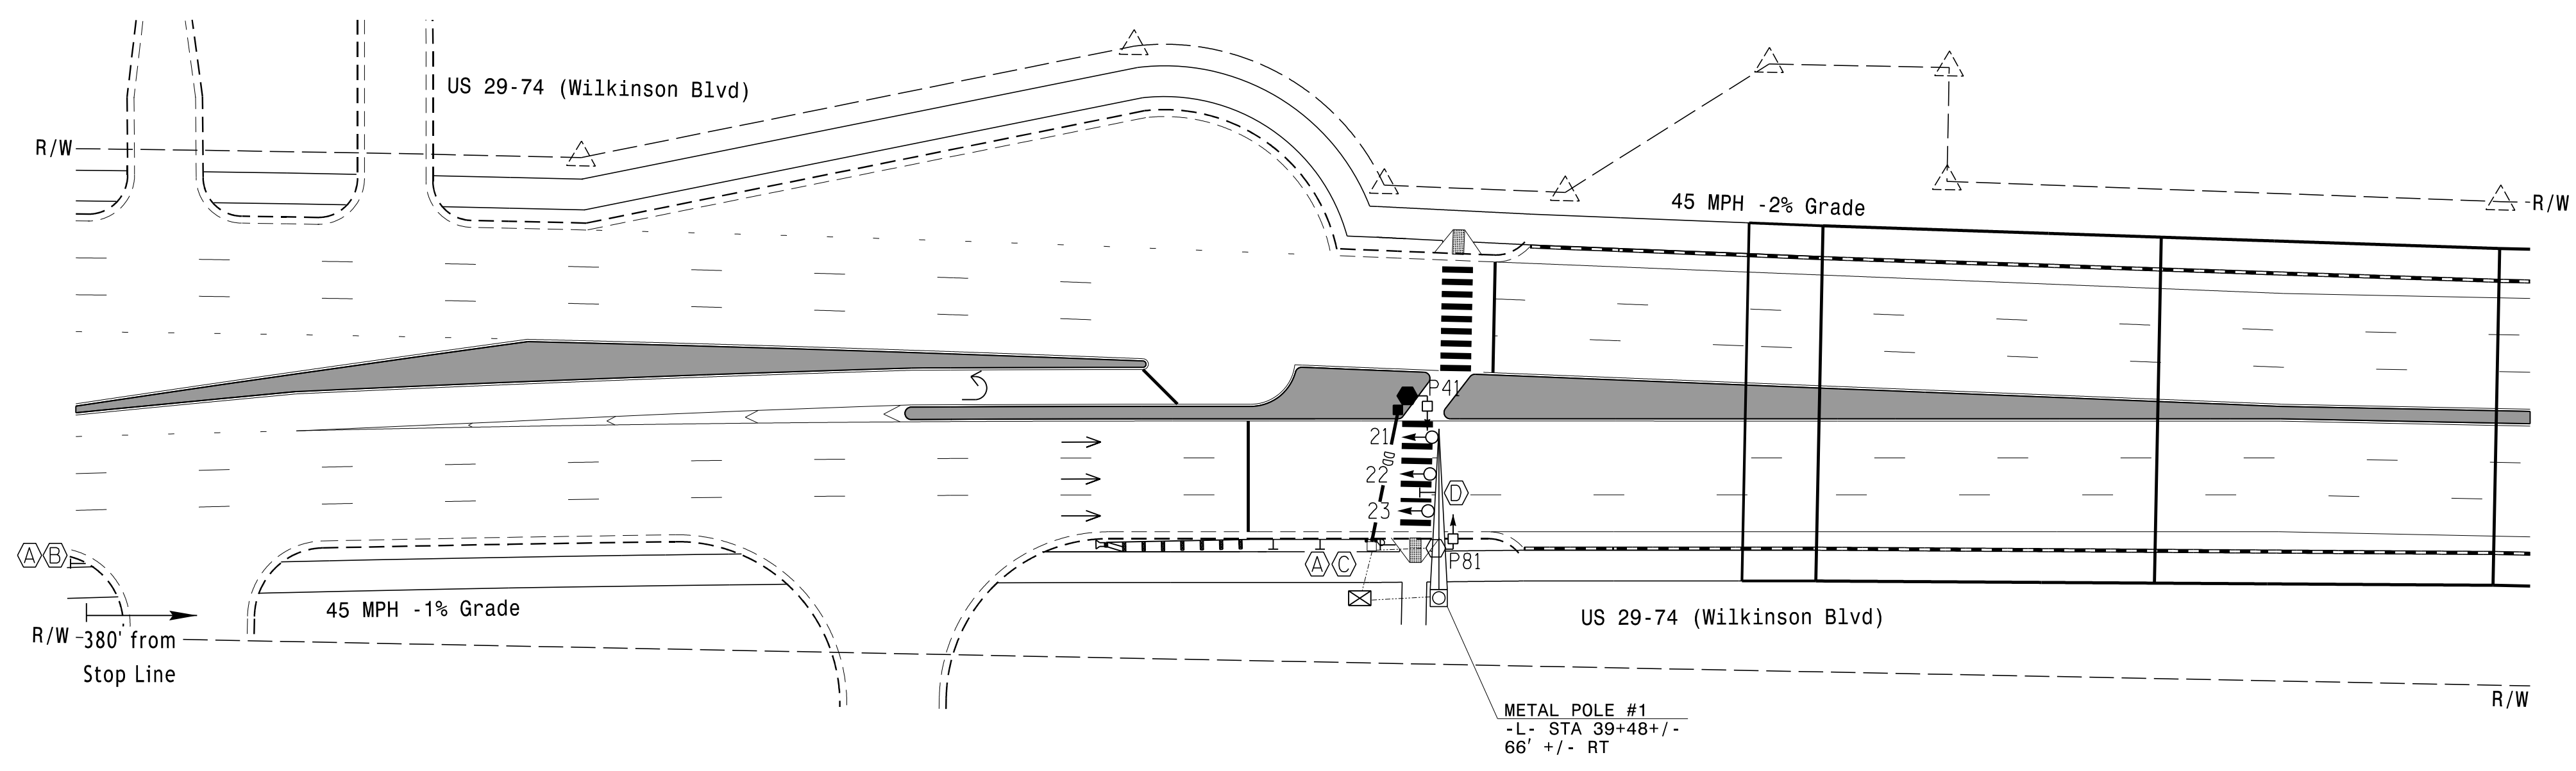 US 29-74 (Wilkinson Blvd)
R/W
45 MPH -2% Grade
R/W
P41
21
22
D
23
A B
A C
P81
45 MPH -1% Grade
US 29-74 (Wilkinson Blvd)
R/W
380' from
Stop Line
R/W
METAL POLE #1
-L- STA 39+48+/-
66' +/- RT